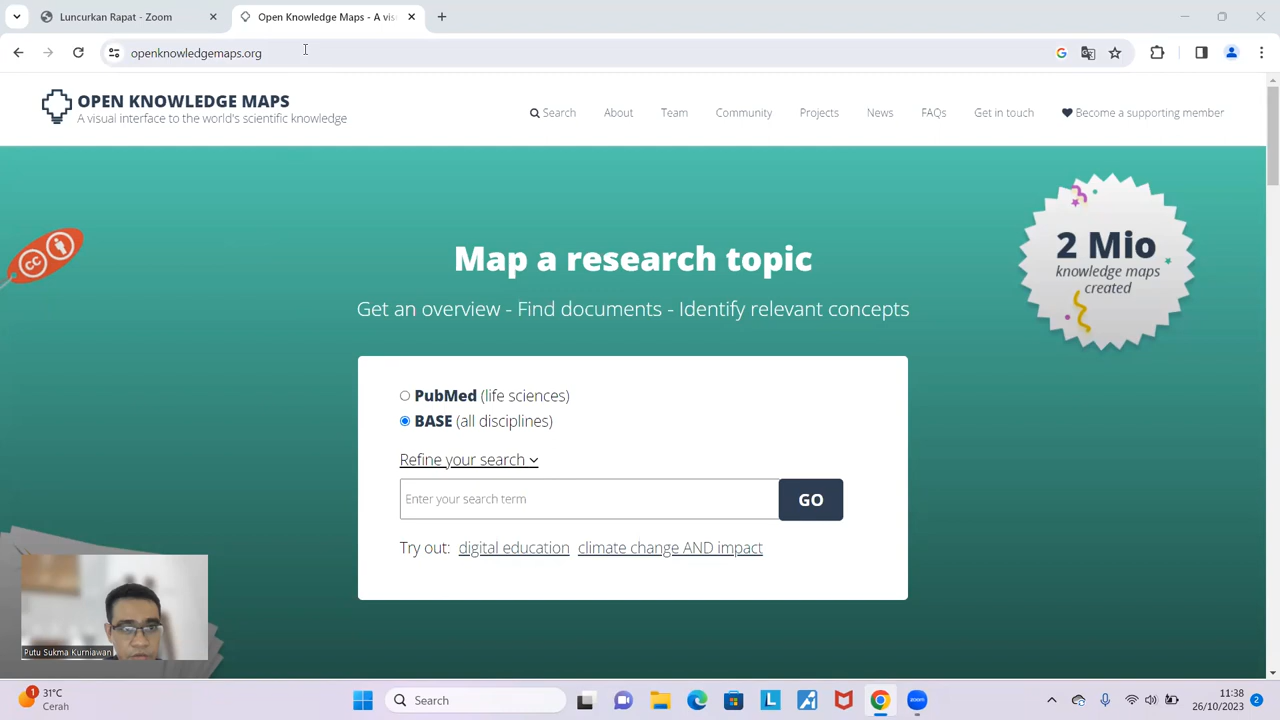 Luncurkan Rapat - Zoom
Open Knowledge Maps - A vis
openknowledgemaps.org
OPEN KNOWLEDGE MAPS
A visual interface to the world's scientific knowledge
Search
About
Team
Community
Projects
News
FAQs
Get in touch
Become a supporting member
CC
2 Mio
knowledge maps
created
Map a research topic
Get an overview - Find documents - Identify relevant concepts
PubMed (life sciences)
BASE (all disciplines)
Refine your search
Enter your search term
GO
Try out: digital education climate change AND impact
Putu Sukma Kurniawan
1
31°C
Cerah
Search
zoom
11:38
26/10/2023
2